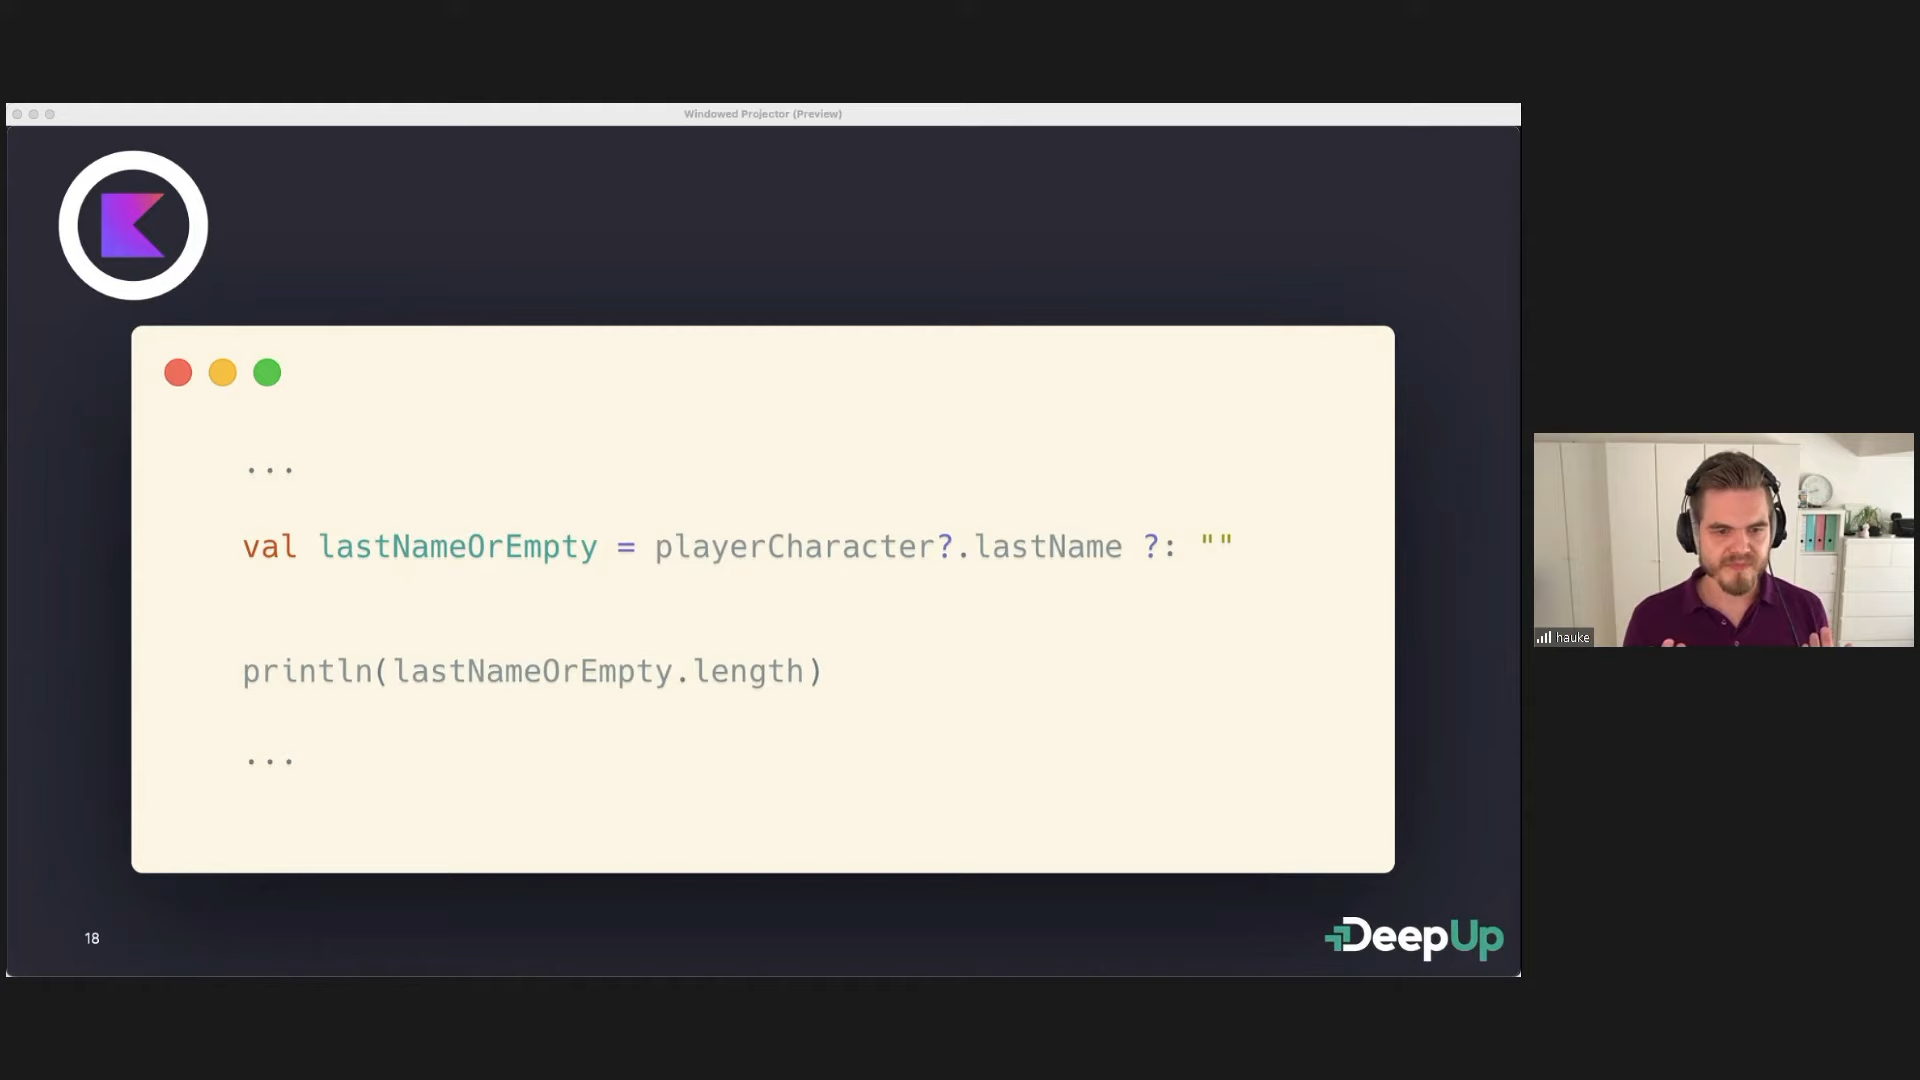 Windowed Projector (Preview)
...
val lastNameOrEmpty = playerCharacter?.lastName ?: ""
println(lastNameOrEmpty.length)
...
hauke
18
DeepUp